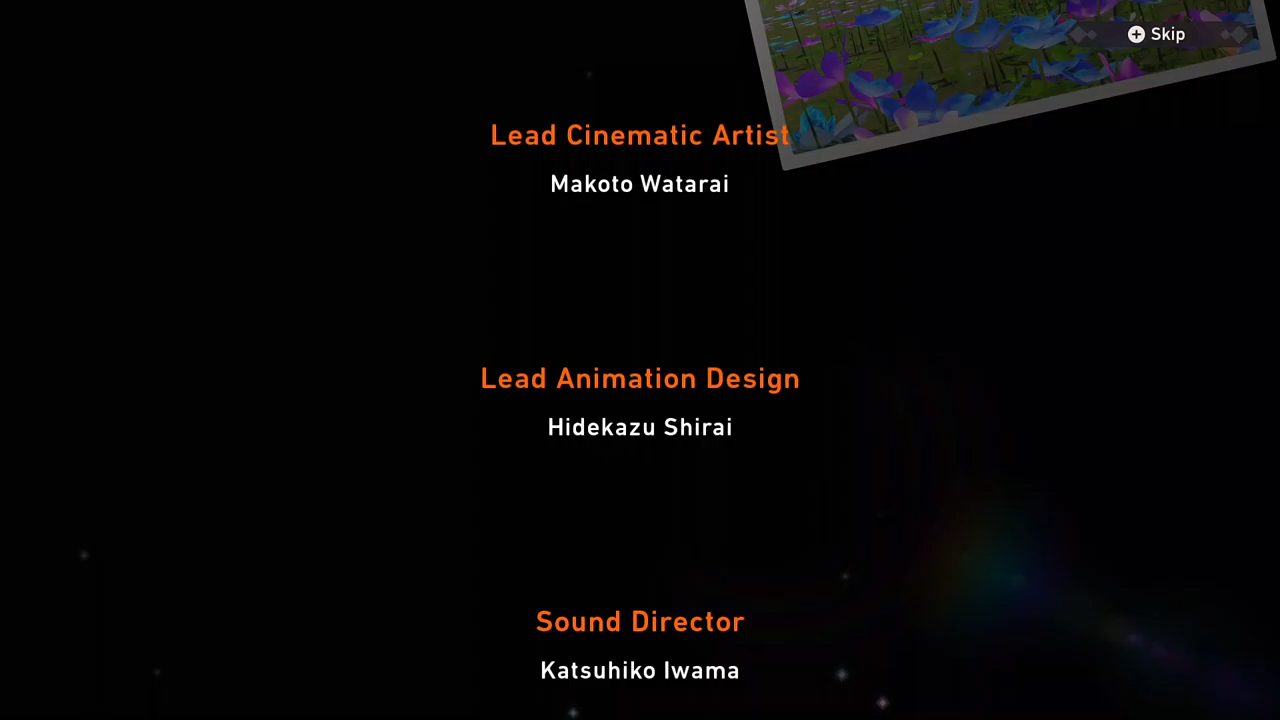 Skip
Lead Cinematic Artist
Makoto Watarai
Lead Animation Design
Hidekazu Shirai
Sound Director
Katsuhiko Iwama